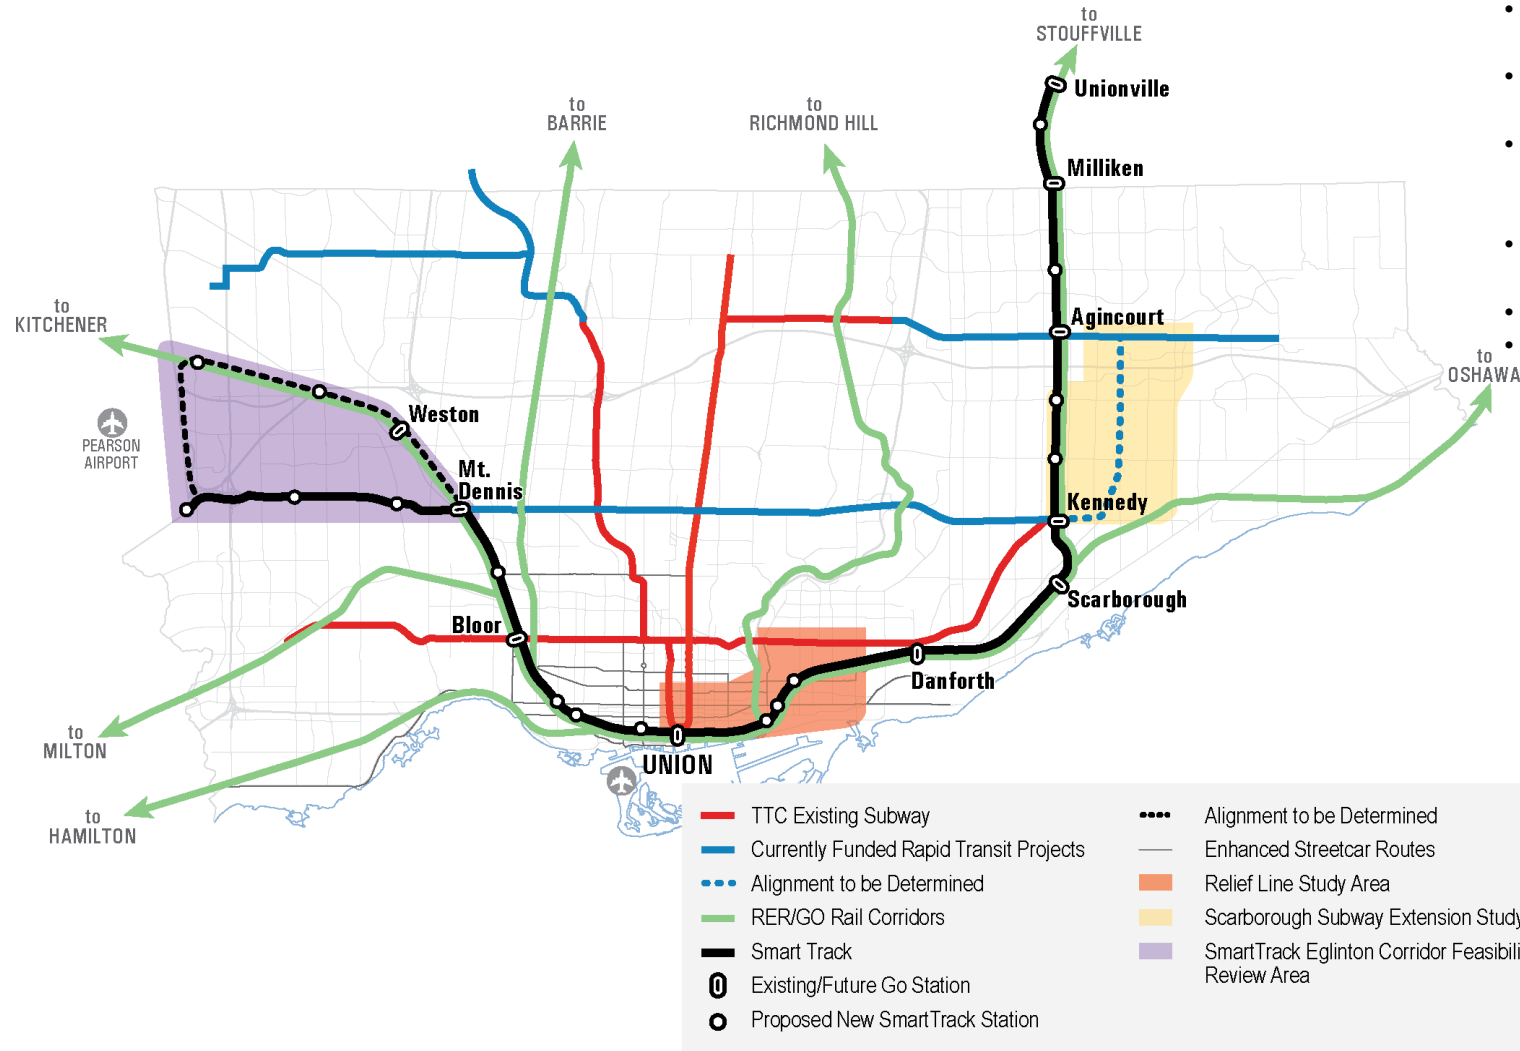 to
STOUFFVILLE
Unionville
to
BARRIE
to
RICHMOND HILL
Milliken
to
KITCHENER
Agincourt
to
OSHAWA
Weston
PEARSON
AIRPORT
Mt.
Dennis
Kennedy
Scarborough
Bloor
Danforth
to
MILTON
UNION
to
HAMILTON
TTC Existing Subway
Currently Funded Rapid Transit Projects
Alignment to be Determined
RER/GO Rail Corridors
Smart Track
Existing/Future Go Station
Proposed New SmartTrack Station
Alignment to be Determined
Enhanced Streetcar Routes
Relief Line Study Area
Scarborough Subway Extension Study
SmartTrack Eglinton Corridor Feasibili
Review Area